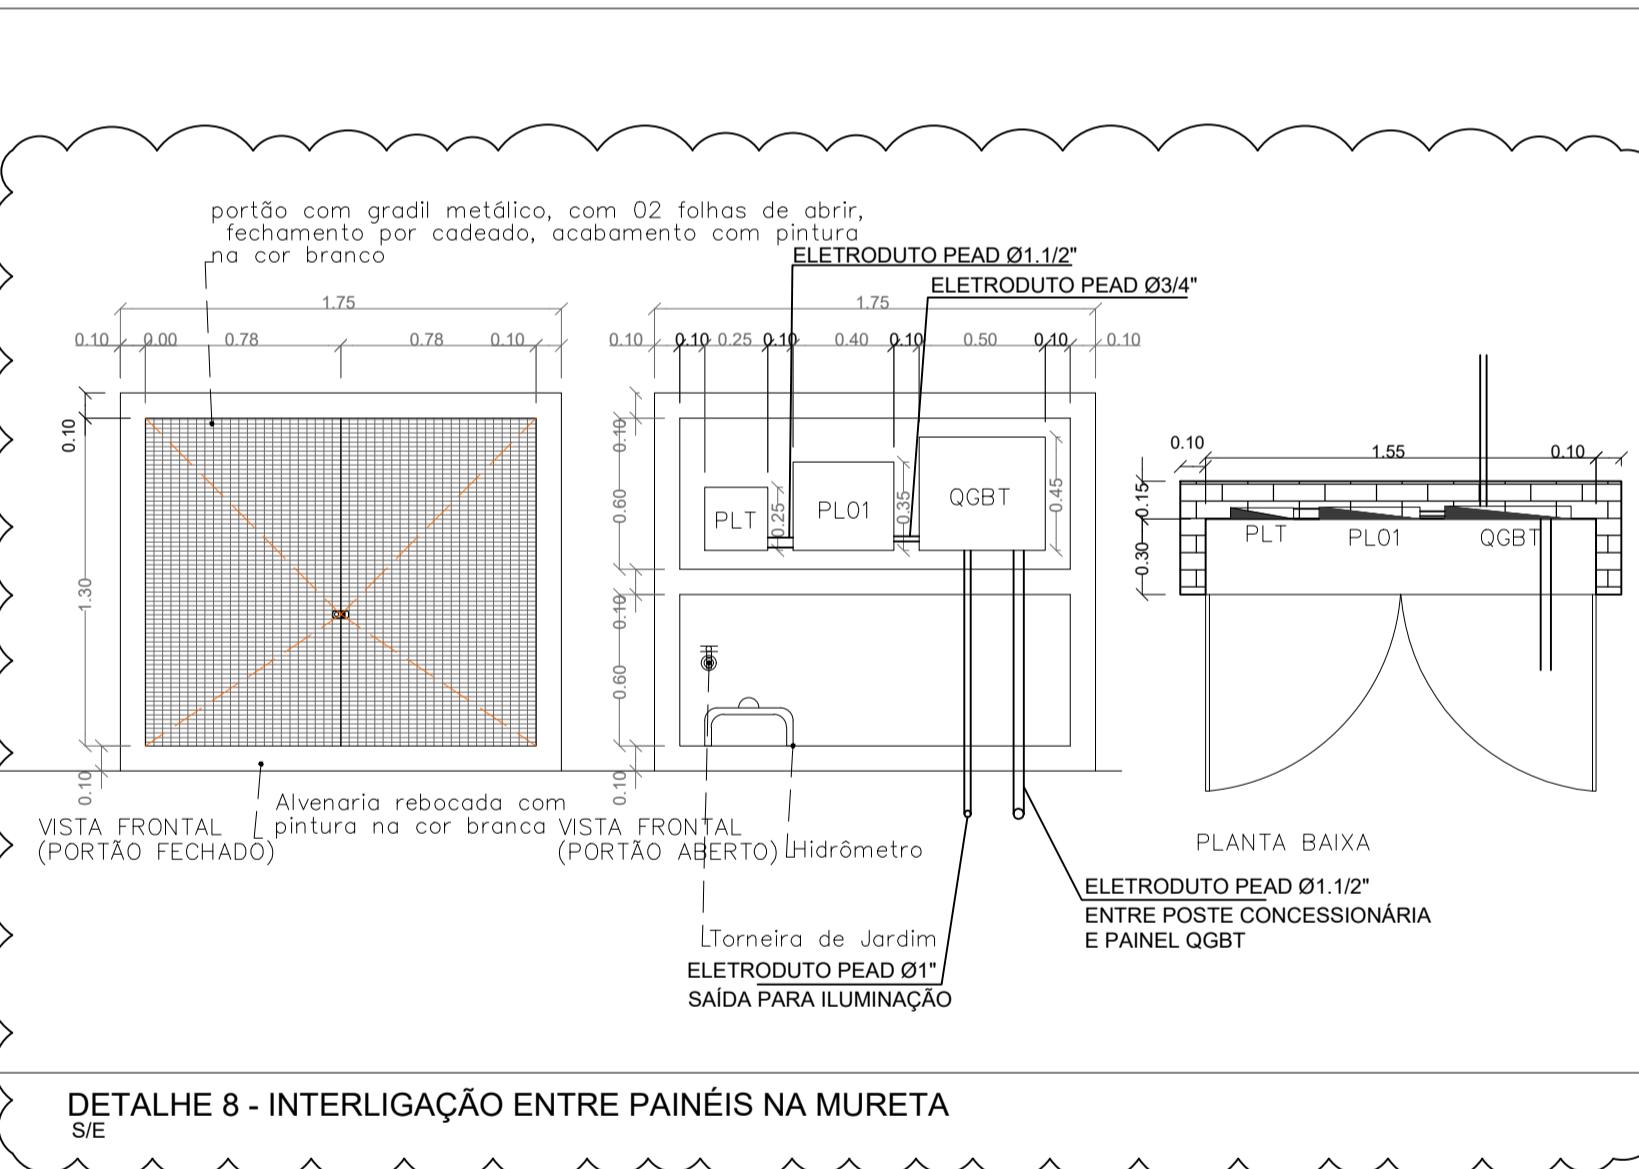 portão com gradil metálico, com 02 folhas de abrir,
fechamento por cadeado, acabamento com pintura
na cor branco
ELETRODUTO PEAD Ø1.1/2"
ELETRODUTO PEAD Ø3/4"
1.75
0.10 0.00 0.78 0.78 0.10
0.10
1.30
0.10
Alvenaria rebocada com
pintura na cor branca
VISTA FRONTAL
(PORTÃO FECHADO)
1.75
0.10 0.10 0.25 0.10 0.40 0.10 0.50 0.10 0.10
0.10
0.60
0.10
0.60
0.10
PLT
0.25
PL01
0.35
QGBT
0.45
VISTA FRONTAL
(PORTÃO ABERTO)
Hidrômetro
Torneira de Jardim
ELETRODUTO PEAD Ø1"
SAÍDA PARA ILUMINAÇÃO
0.10 1.55 0.10
0.15
0.30
PLT PL01 QGBT
PLANTA BAIXA
ELETRODUTO PEAD Ø1.1/2"
ENTRE POSTE CONCESSIONÁRIA
E PAINEL QGBT
DETALHE 8 - INTERLIGAÇÃO ENTRE PAINÉIS NA MURETA
S/E